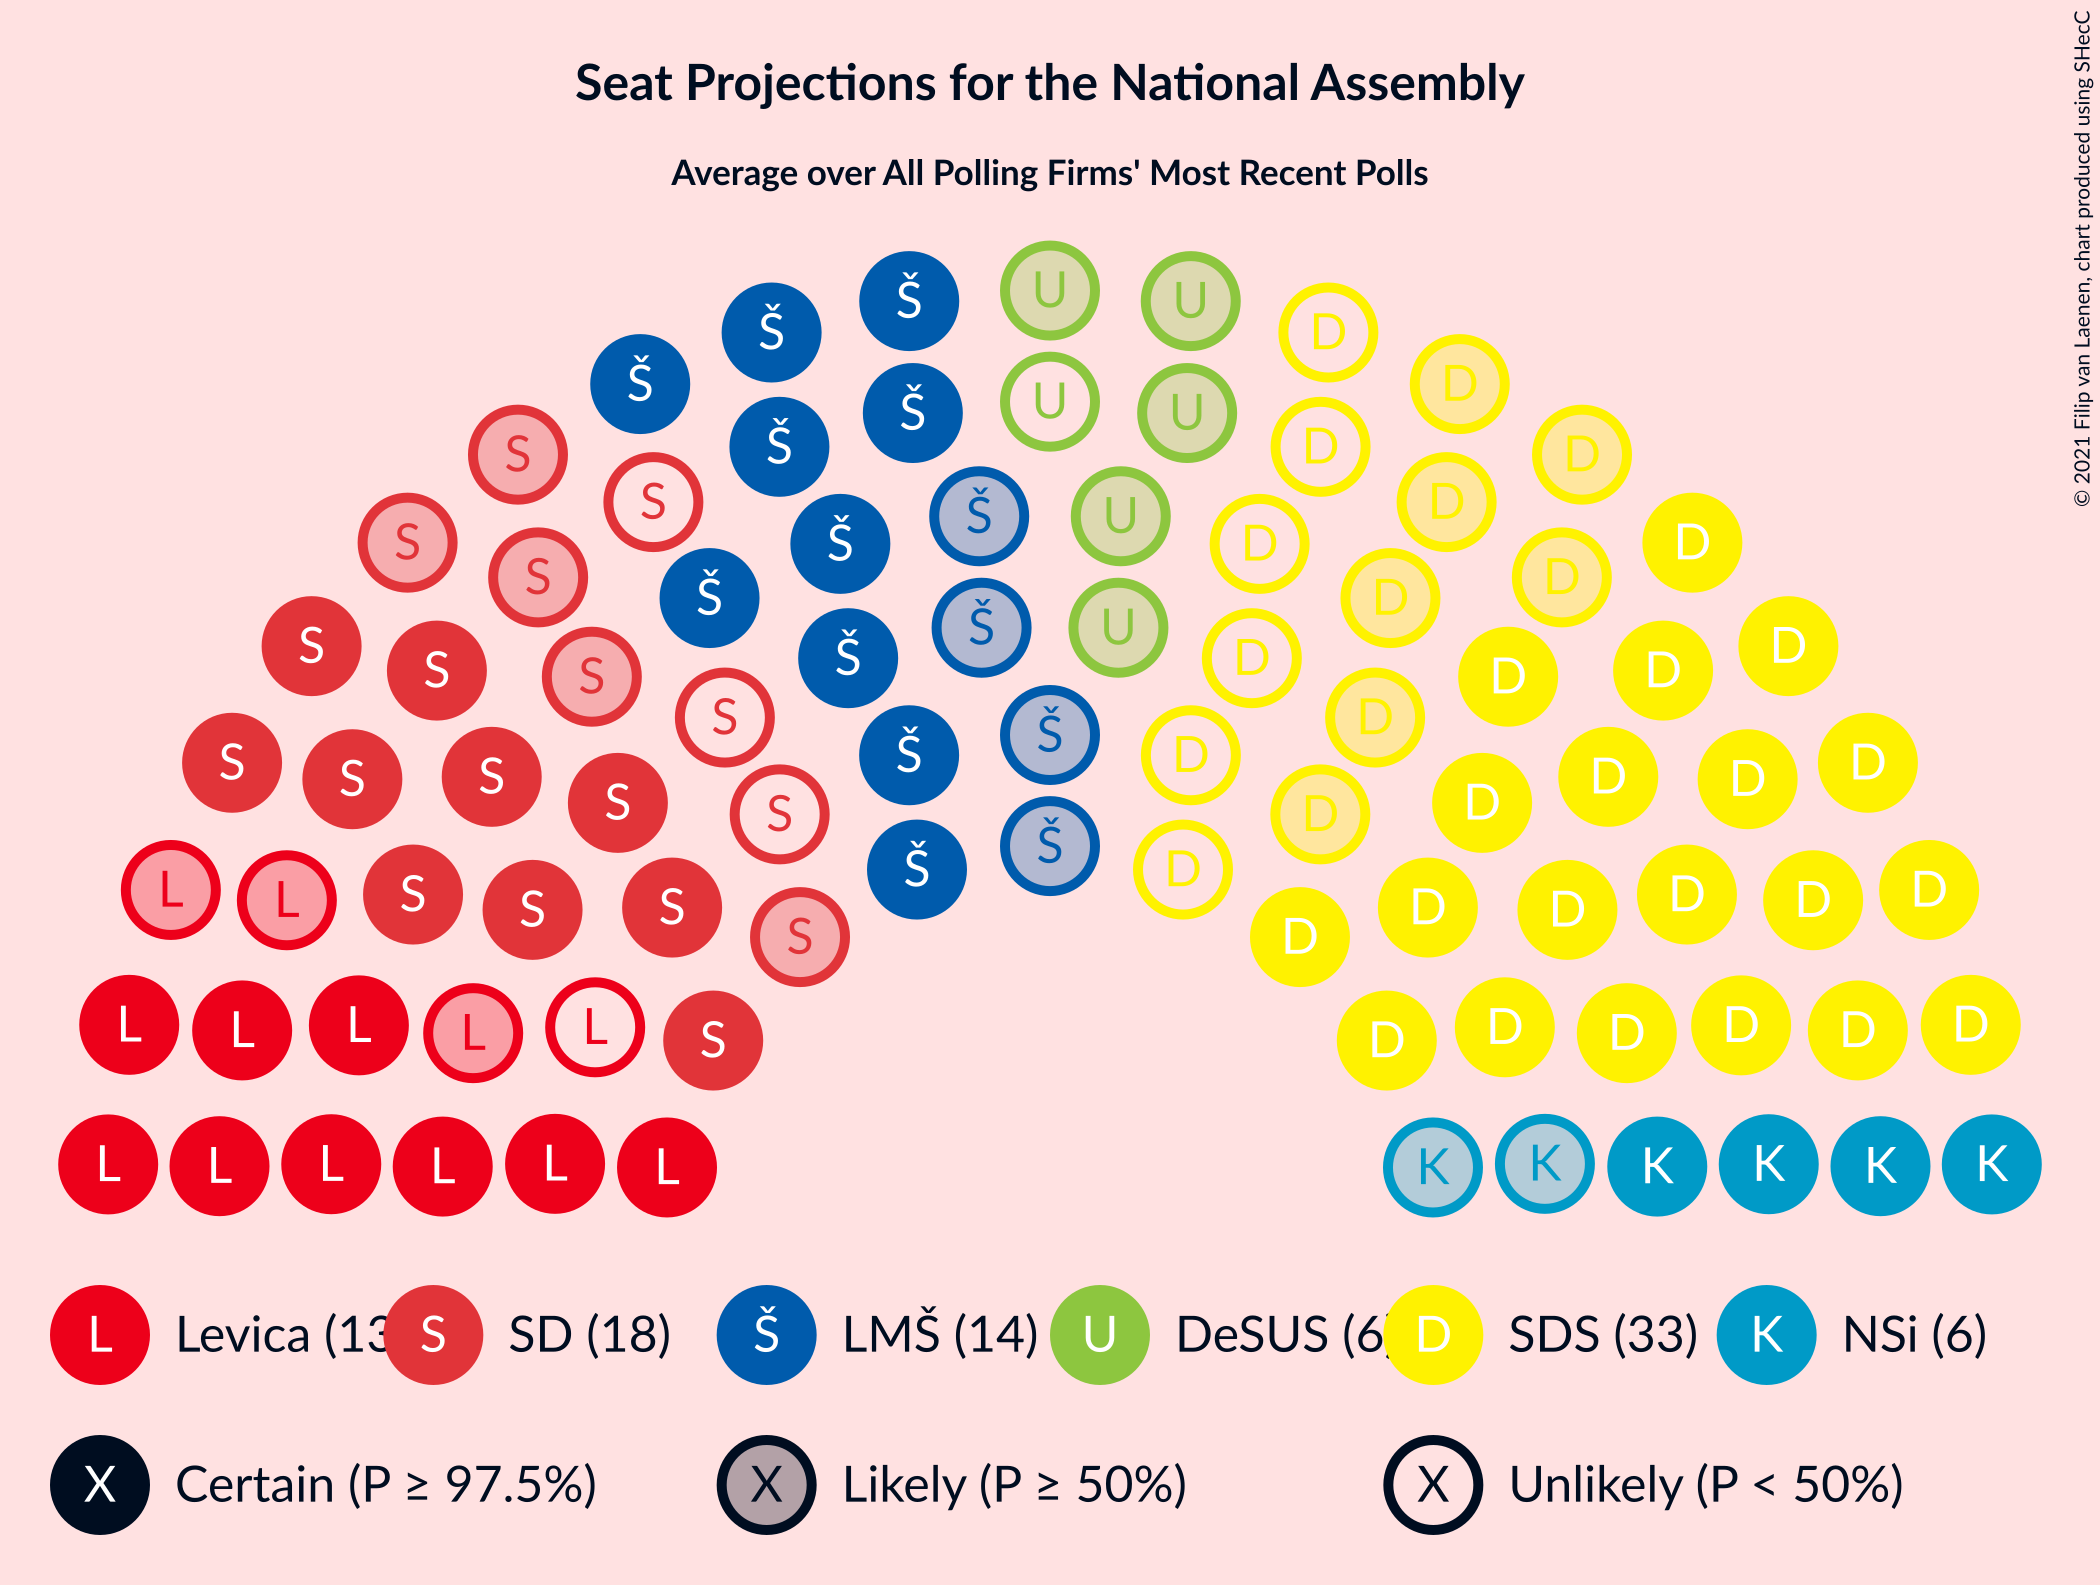 Seat Projections for the National Assembly
Average over All Polling Firms' Most Recent Polls
© 2021 Filip van Laenen, chart produced using SHecC
Š Š U U D
Š D
Š Š U U D D
S S D D
Š Š U D
S S Š D D D
Š Š U D
S S S D D D
S S Š Š D D
S S S S S Š D D D D D
L L S S S S Š Š D D D D D D D
L L L L L S D D D D D D
L L L L L L K K K K K K
L Levica (13 S SD (18) Š LMŠ (14) U DeSUS (6 D SDS (33) K NSi (6)
X Certain (P ≥ 97.5%) X Likely (P ≥ 50%) X Unlikely (P < 50%)